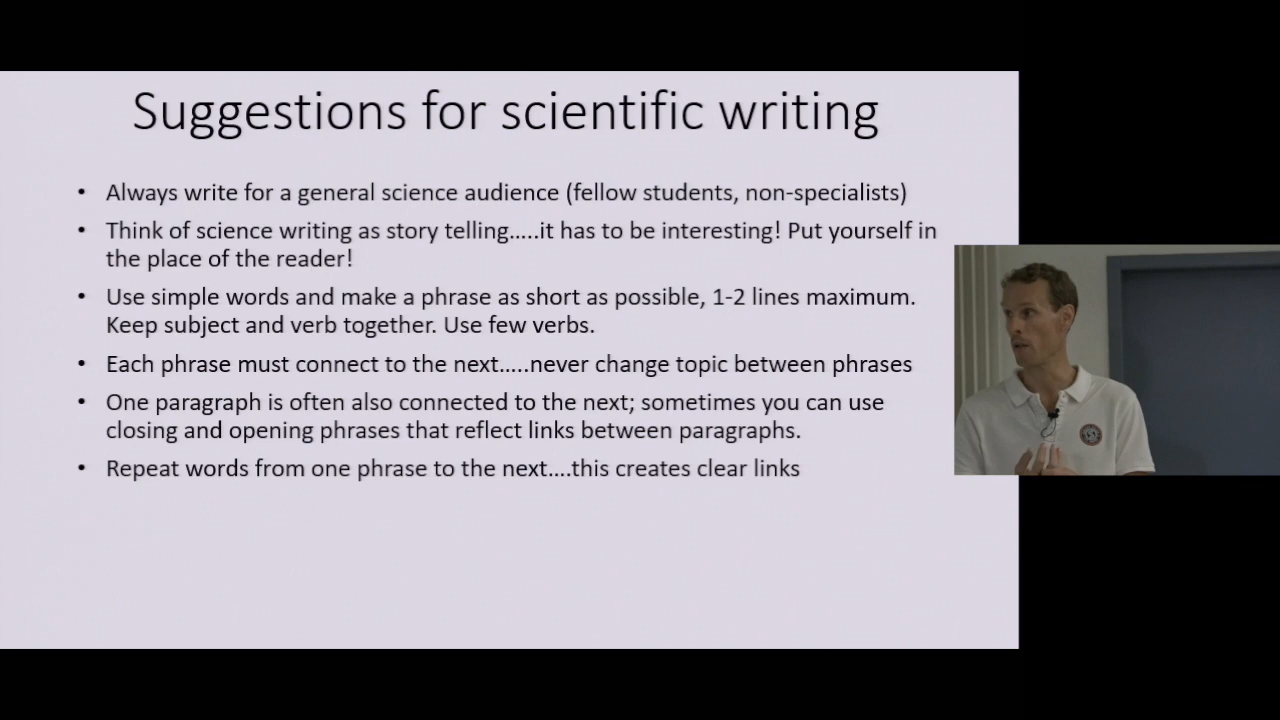 Suggestions for scientific writing
• Always write for a general science audience (fellow students, non-specialists)
• Think of science writing as story telling.....it has to be interesting! Put yourself in
the place of the reader!
• Use simple words and make a phrase as short as possible, 1-2 lines maximum.
Keep subject and verb together. Use few verbs.
• Each phrase must connect to the next.....never change topic between phrases
• One paragraph is often also connected to the next; sometimes you can use
closing and opening phrases that reflect links between paragraphs.
• Repeat words from one phrase to the next....this creates clear links